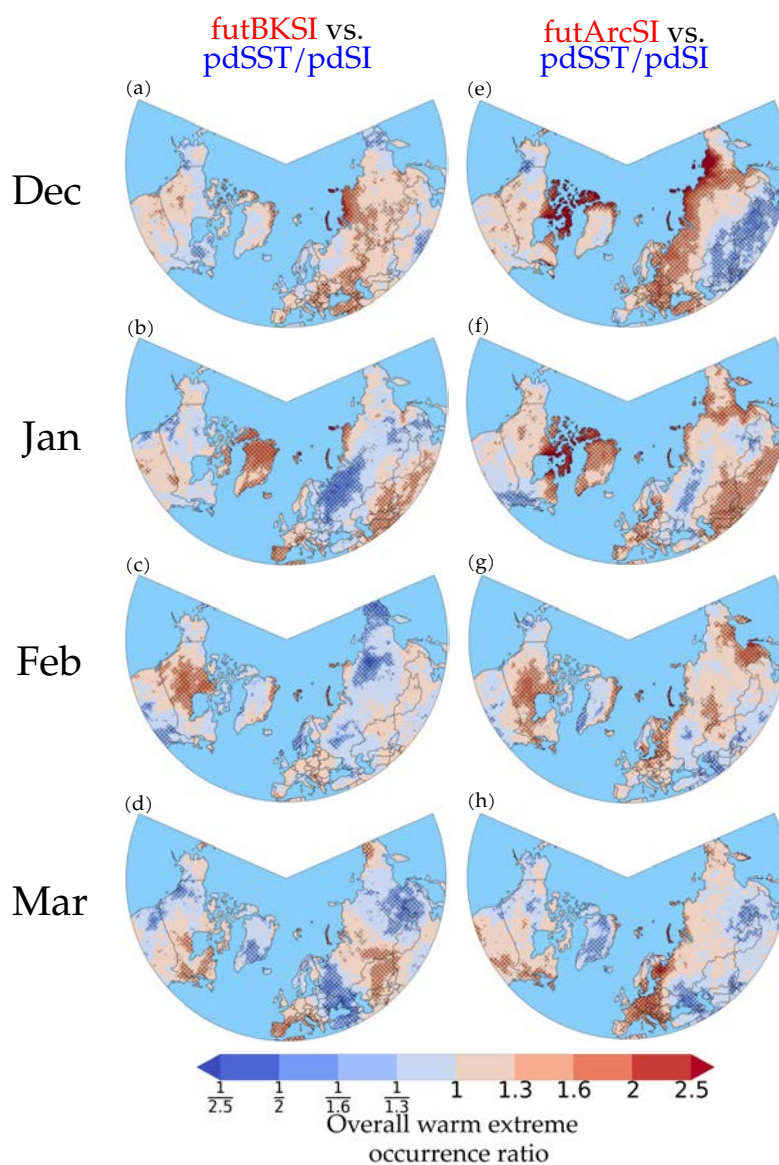 futBKSI vs.
pdSST/pdSI
futArcSI vs.
pdSST/pdSI
(a)
(e)
Dec
(b)
(f)
Jan
(c)
(g)
Feb
(d)
(h)
Mar
1/2.5 1/2 1/1.6 1/1.3 1 1.3 1.6 2 2.5
Overall warm extreme
occurrence ratio